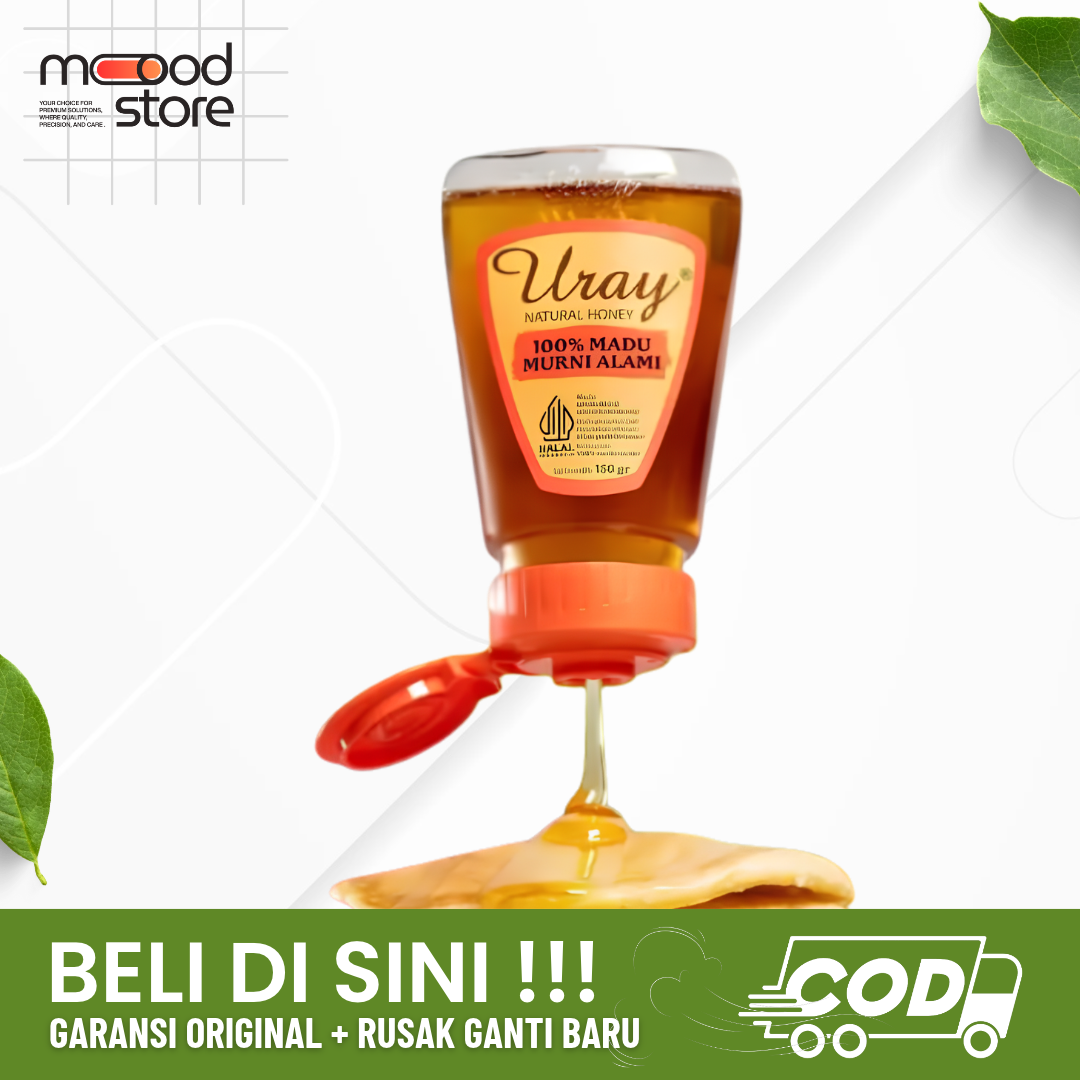 mood
store
YOUR CHOICE FOR
PREMIUM SOLUTIONS,
WHERE QUALITY,
PRECISION, AND CARE.
Uray®
NATURAL HONEY
100% MADU
MURNI ALAMI
HALAL
150 gr
BELI DI SINI !!!
GARANSI ORIGINAL + RUSAK GANTI BARU
COD